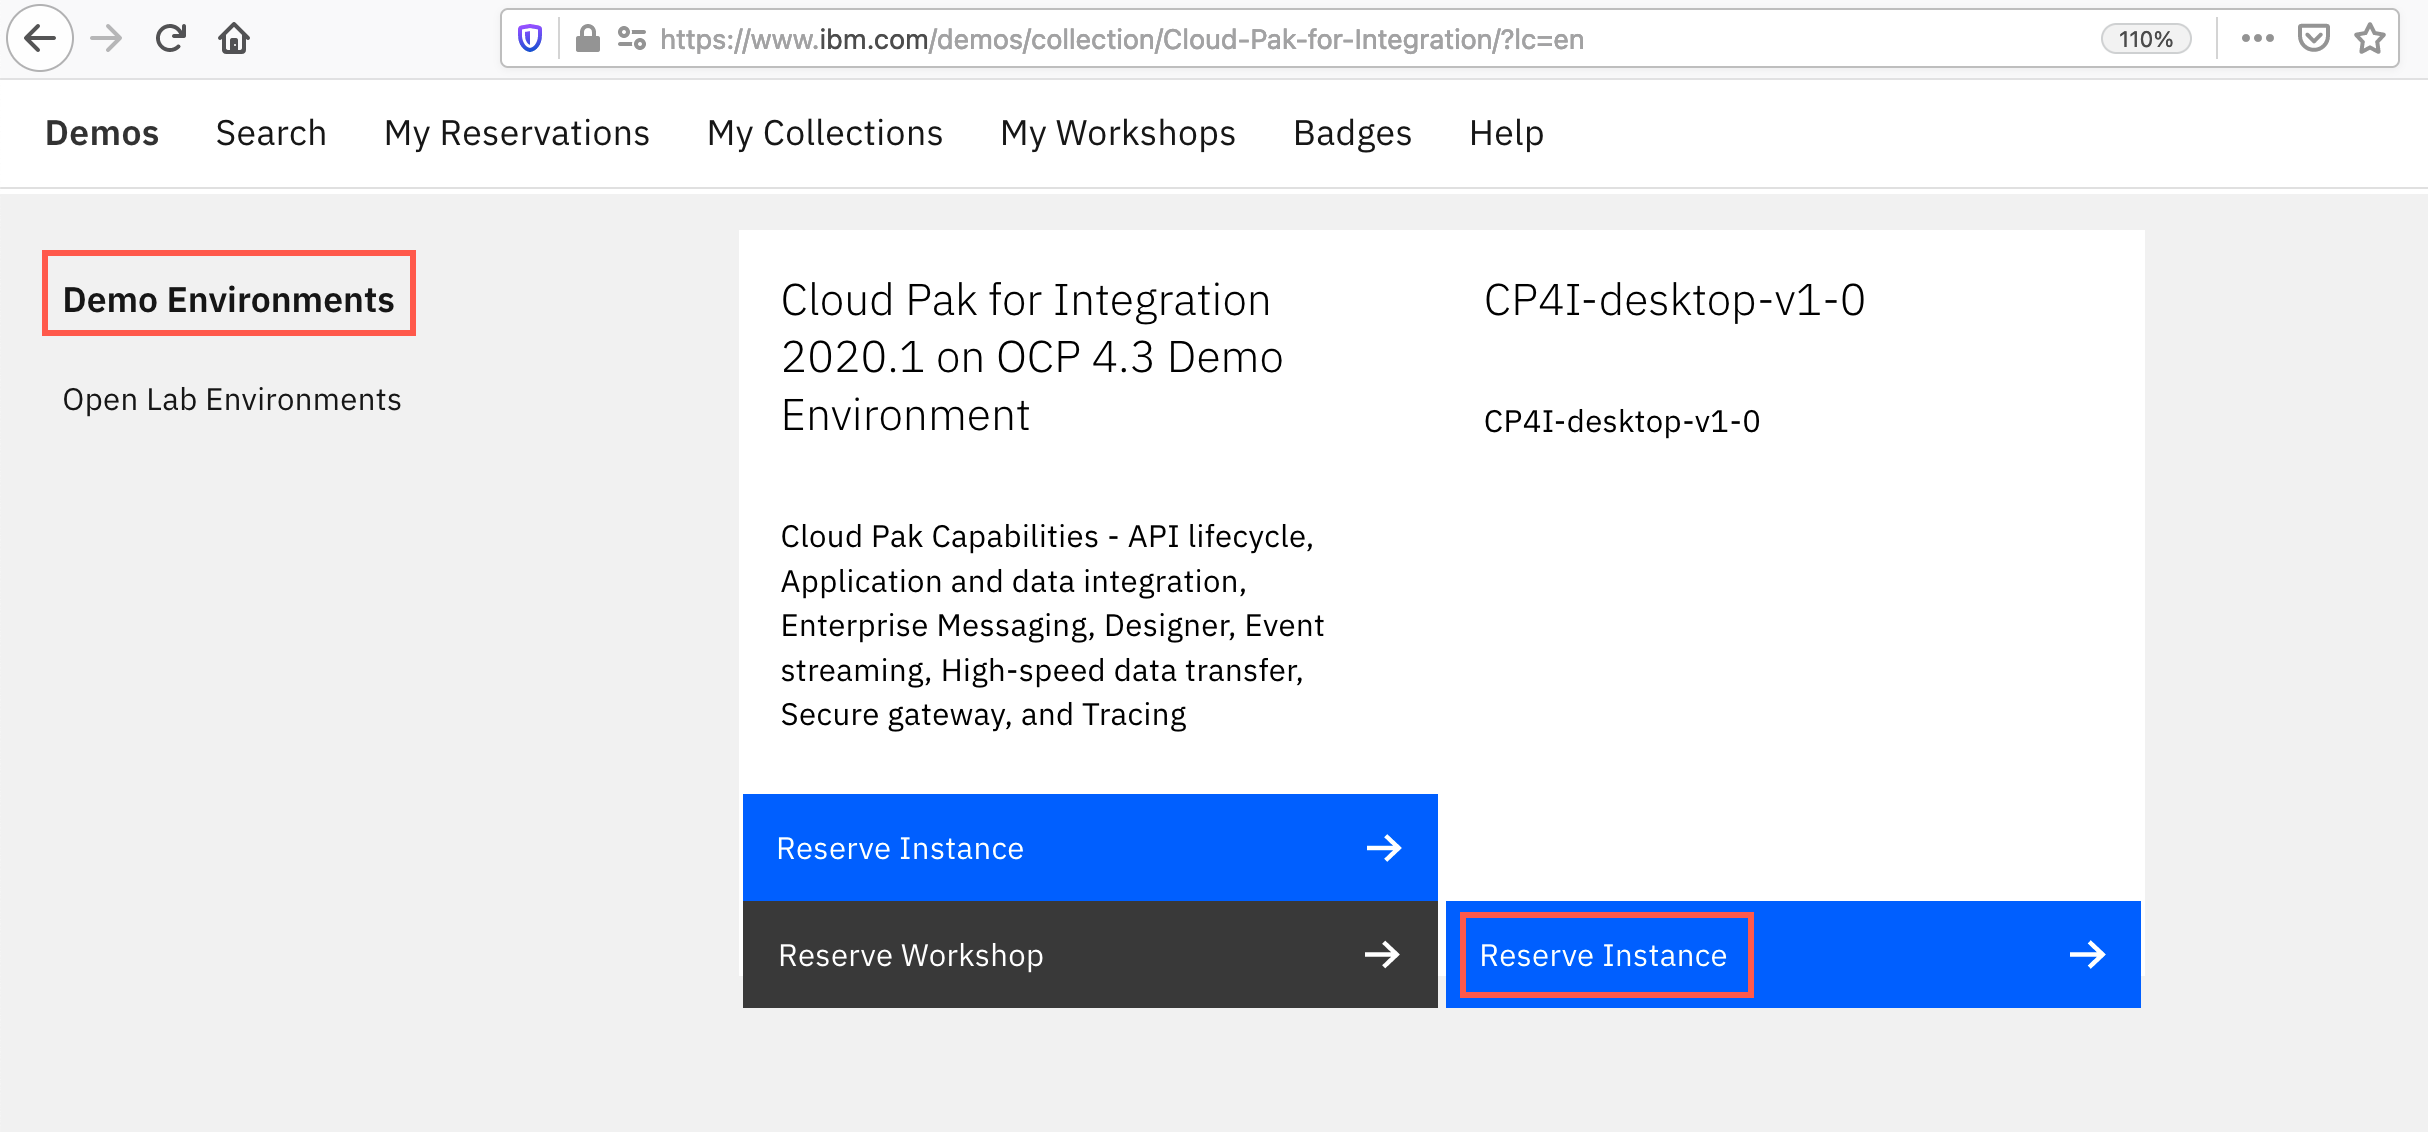 https://www.ibm.com/demos/collection/Cloud-Pak-for-Integration/?lc=en
110%
Demos Search My Reservations My Collections My Workshops Badges Help
Demo Environments
Open Lab Environments
Cloud Pak for Integration
2020.1 on OCP 4.3 Demo
Environment
Cloud Pak Capabilities - API lifecycle,
Application and data integration,
Enterprise Messaging, Designer, Event
streaming, High-speed data transfer,
Secure gateway, and Tracing
Reserve Instance
Reserve Workshop
CP4I-desktop-v1-0
CP4I-desktop-v1-0
Reserve Instance